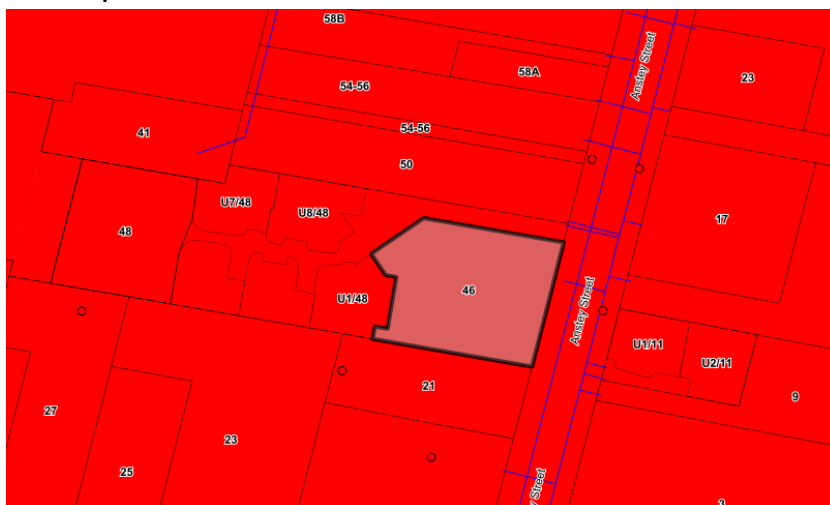 58B
58A
54-56
Anstey Street
23
54-56
41
50
U7/48
U8/48
17
48
46
U1/48
Anstey Street
U1/11
U2/11
21
9
27
23
25
y Street
3